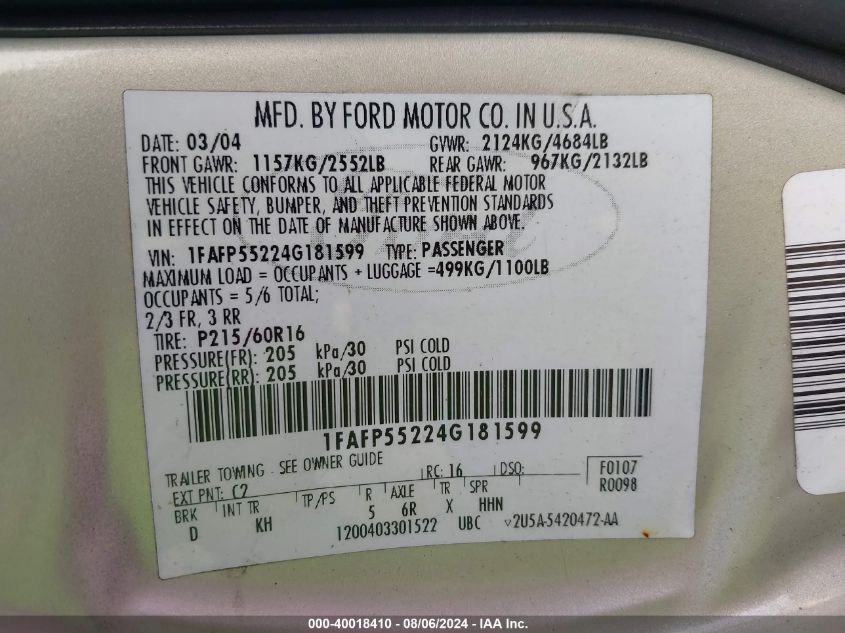 MFD. BY FORD MOTOR CO. IN U.S.A.
DATE: 03/04 GVWR: 2124KG/4684LB
FRONT GAWR: 1157KG/2552LB REAR GAWR: 967KG/2132LB
THIS VEHICLE CONFORMS TO ALL APPLICABLE FEDERAL MOTOR
VEHICLE SAFETY, BUMPER, AND THEFT PREVENTION STANDARDS
IN EFFECT ON THE DATE OF MANUFACTURE SHOWN ABOVE.
VIN: 1FAFP55224G181599 TYPE: PASSENGER
MAXIMUM LOAD = OCCUPANTS + LUGGAGE =499KG/1100LB
OCCUPANTS = 5/6 TOTAL;
2/3 FR, 3 RR
TIRE: P215/60R16
PRESSURE(FR): 205 kPa/30 PSI COLD
PRESSURE(RR): 205 kPa/30 PSI COLD
1FAFP55224G181599
TRAILER TOWING - SEE OWNER GUIDE
EXT PNT: C2 RC: 16 DSO: F0107
BRK INT TR TP/PS R AXLE TR SPR R0098
D KH 5 6R X HHN
1200403301522 UBC 2U5A-5420472-AA
000-40018410 - 08/06/2024 - IAA Inc.